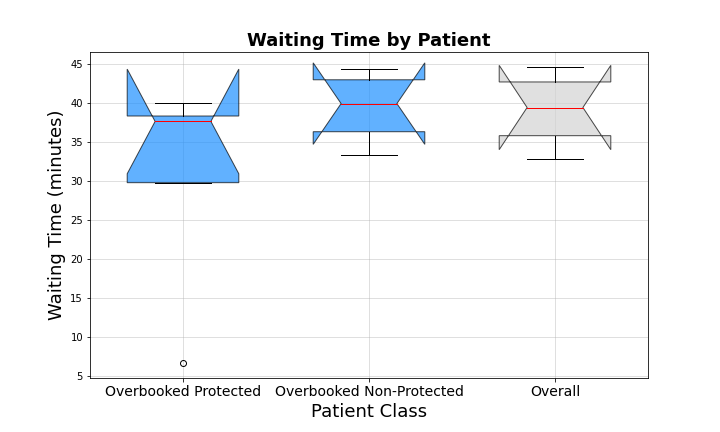 Waiting Time by Patient
Waiting Time (minutes)
45
40
35
30
25
20
15
10
5
Overbooked Protected
Overbooked Non-Protected
Overall
Patient Class